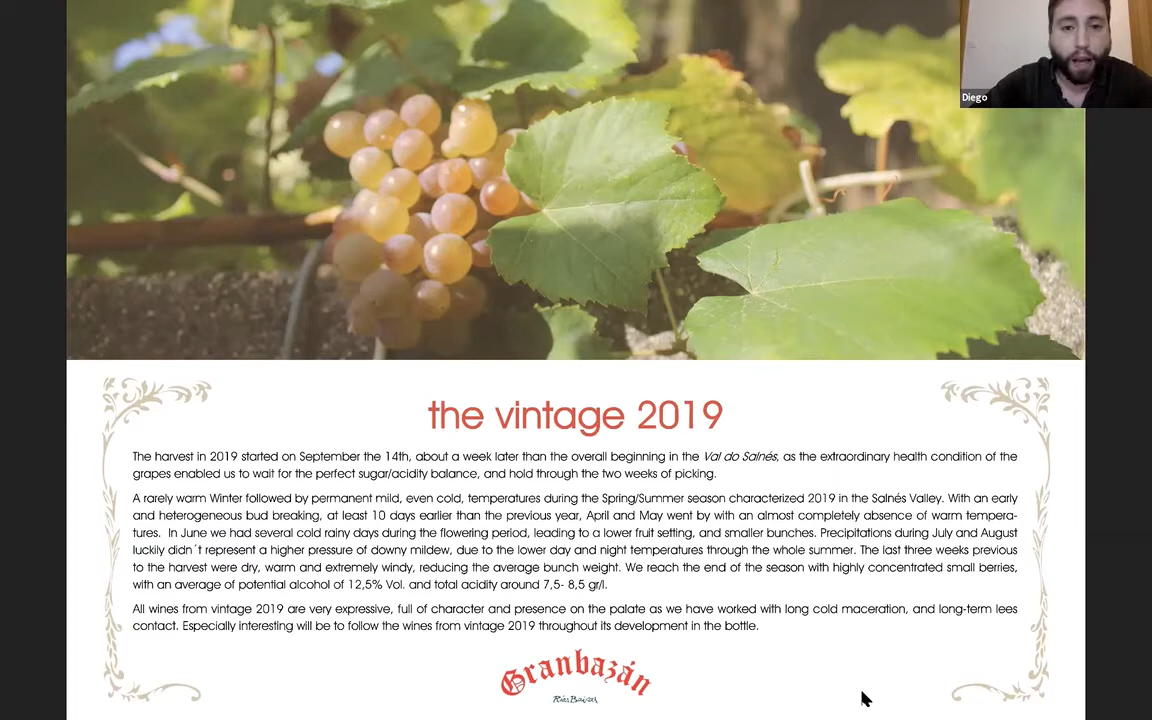 Diego
the vintage 2019
The harvest in 2019 started on September the 14th, about a week later than the overall beginning in the Val do Salnés, as the extraordinary health condition of the
grapes enabled us to wait for the perfect sugar/acidity balance, and hold through the two weeks of picking.
A rarely warm Winter followed by permanent mild, even cold, temperatures during the Spring/Summer season characterized 2019 in the Salnés Valley. With an early
and heterogeneous bud breaking, at least 10 days earlier than the previous year, April and May went by with an almost completely absence of warm tempera-
tures.  In June we had several cold rainy days during the flowering period, leading to a lower fruit setting, and smaller bunches. Precipitations during July and August
luckily didn´t represent a higher pressure of downy mildew, due to the lower day and night temperatures through the whole summer. The last three weeks previous
to the harvest were dry, warm and extremely windy, reducing the average bunch weight. We reach the end of the season with highly concentrated small berries,
with an average of potential alcohol of 12,5% Vol. and total acidity around 7,5- 8,5 gr/l.
All wines from vintage 2019 are very expressive, full of character and presence on the palate as we have worked with long cold maceration, and long-term lees
contact. Especially interesting will be to follow the wines from vintage 2019 throughout its development in the bottle.
Granbazán
Rías Baixas